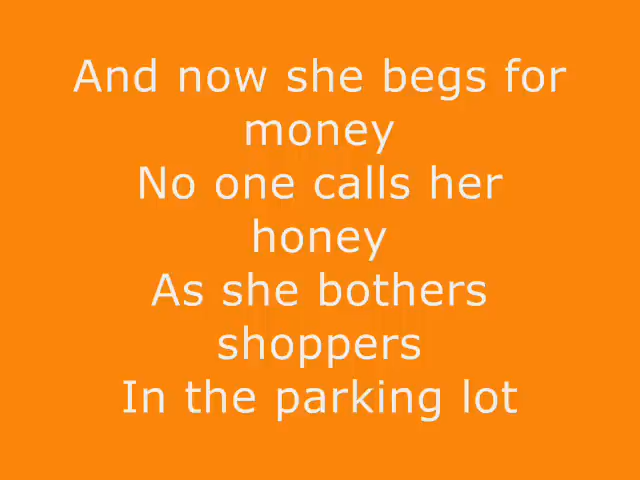 And now she begs for
money
No one calls her
honey
As she bothers
shoppers
In the parking lot